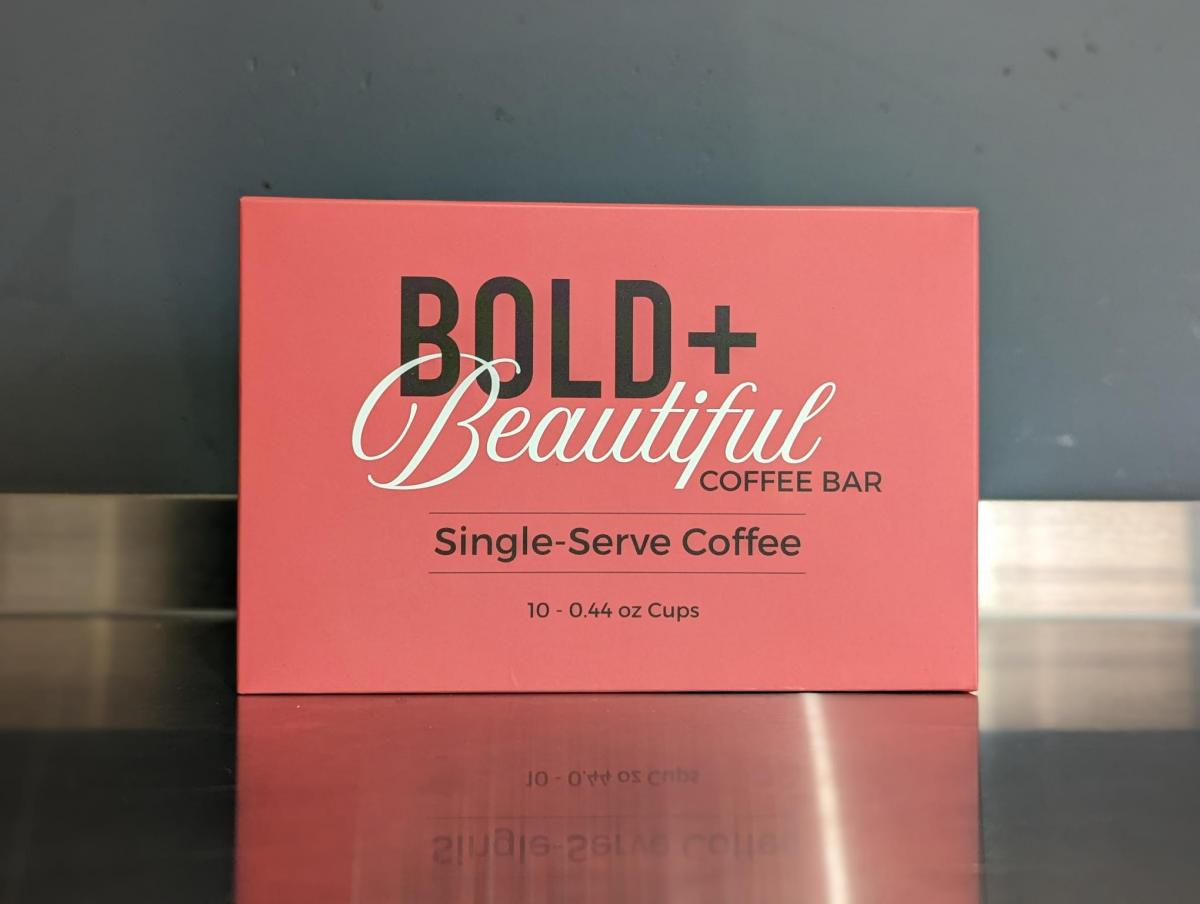 BOLD+
Beautiful
COFFEE BAR
Single-Serve Coffee
10 - 0.44 oz Cups